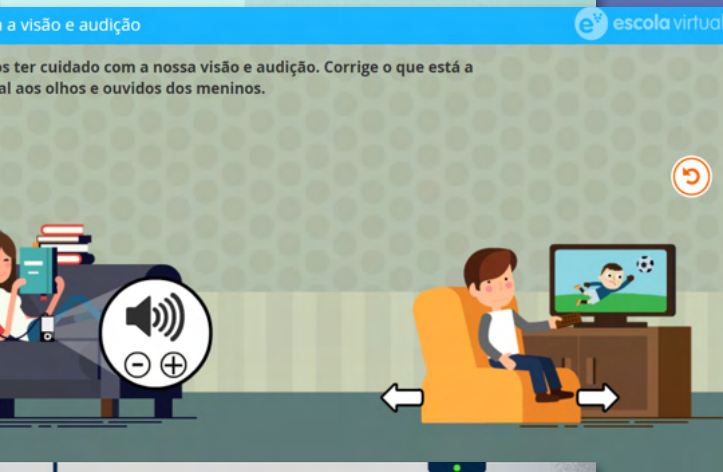 a visão e audição
escola virtual
os ter cuidado com a nossa visão e audição. Corrige o que está a
al aos olhos e ouvidos dos meninos.